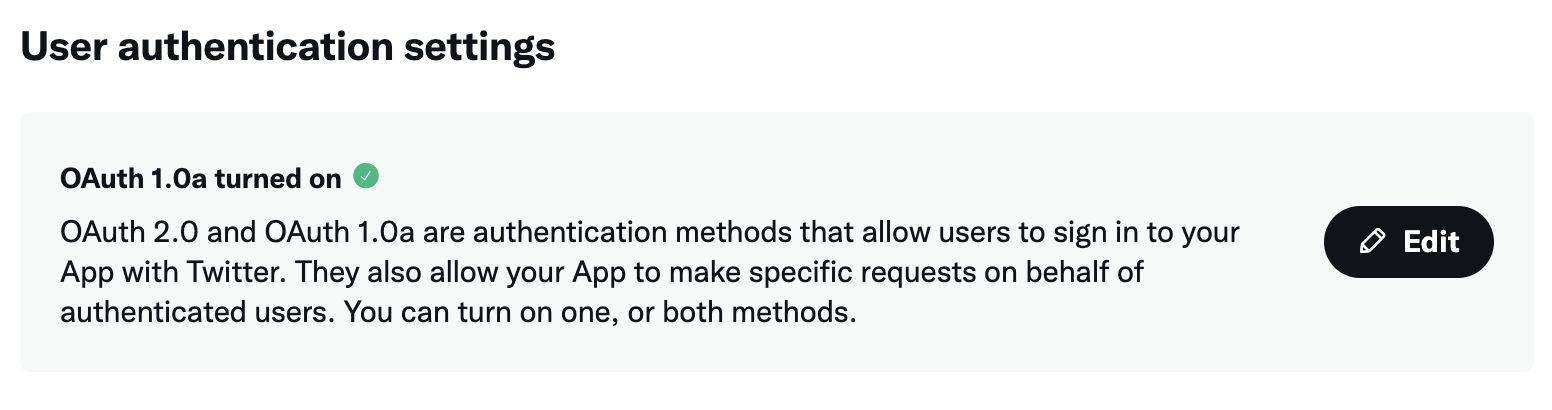 User authentication settings
OAuth 1.0a turned on
OAuth 2.0 and OAuth 1.0a are authentication methods that allow users to sign in to your
App with Twitter. They also allow your App to make specific requests on behalf of
authenticated users. You can turn on one, or both methods.
Edit